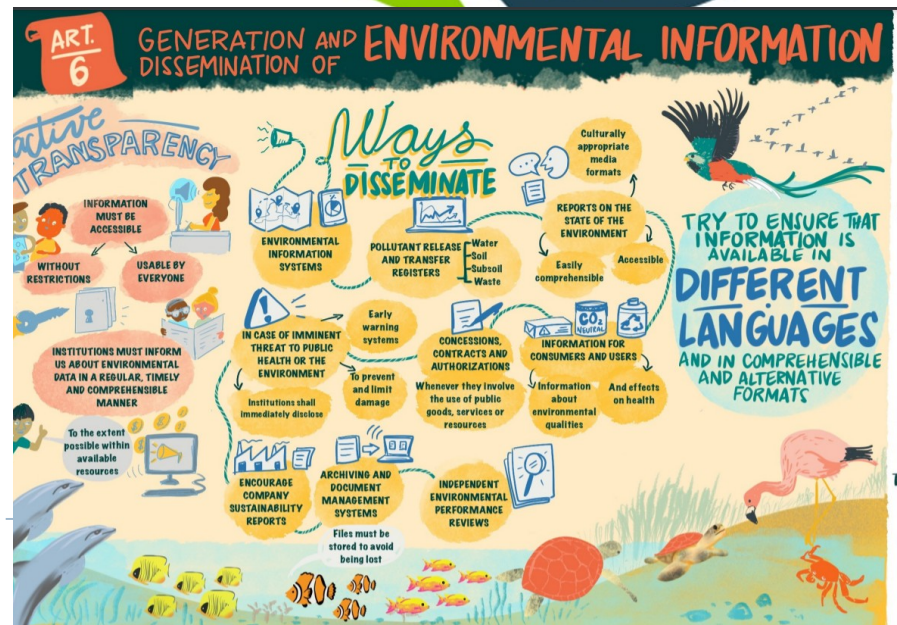 ART.
6
GENERATION AND
DISSEMINATION OF
ENVIRONMENTAL INFORMATION
active
TRANSPARENCY
INFORMATION
MUST BE
ACCESSIBLE
WITHOUT
RESTRICTIONS
USABLE BY
EVERYONE
INSTITUTIONS MUST INFORM
US ABOUT ENVIRONMENTAL
DATA IN A REGULAR, TIMELY
AND COMPREHENSIBLE
MANNER
To the extent
possible within
available
resources
Ways
TO
DISSEMINATE
ENVIRONMENTAL
INFORMATION
SYSTEMS
POLLUTANT RELEASE
AND TRANSFER
REGISTERS
Water
Soil
Subsoil
Waste
Culturally
appropriate
media
formats
REPORTS ON THE
STATE OF THE
ENVIRONMENT
Easily
comprehensible
Accessible
IN CASE OF IMMINENT
THREAT TO PUBLIC
HEALTH OR THE
ENVIRONMENT
Early
warning
systems
To prevent
and limit
damage
Institutions shall
immediately disclose
CONCESSIONS,
CONTRACTS AND
AUTHORIZATIONS
Whenever they involve
the use of public
goods, services or
resources
CO2
NEUTRAL
INFORMATION FOR
CONSUMERS AND USERS
Information
about
environmental
qualities
And effects
on health
ENCOURAGE
COMPANY
SUSTAINABILITY
REPORTS
ARCHIVING AND
DOCUMENT
MANAGEMENT
SYSTEMS
Files must be
stored to avoid
being lost
INDEPENDENT
ENVIRONMENTAL
PERFORMANCE
REVIEWS
TRY TO ENSURE THAT
INFORMATION IS
AVAILABLE IN
DIFFERENT
LANGUAGES
AND IN COMPREHENSIBLE
AND ALTERNATIVE
FORMATS